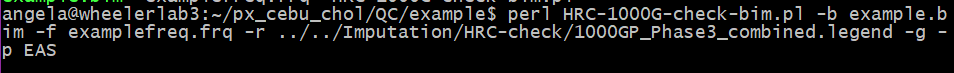 angela@wheelerlab3:~/px_cebu_chol/QC/example$ perl HRC-1000G-check-bim.pl -b example.b
im -f examplefreq.frq -r ../../Imputation/HRC-check/1000GP_Phase3_combined.legend -g -
p EAS